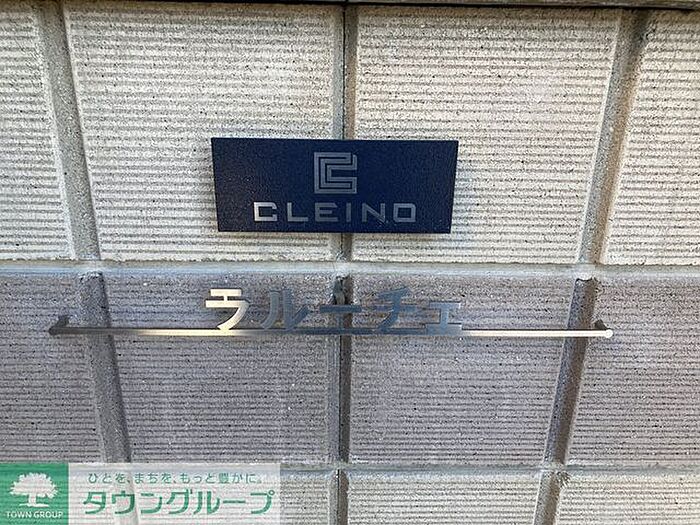 CLEINO
ラルーチェ
ひとを、まちを、もっと豊かに。
タウングループ
TOWN GROUP